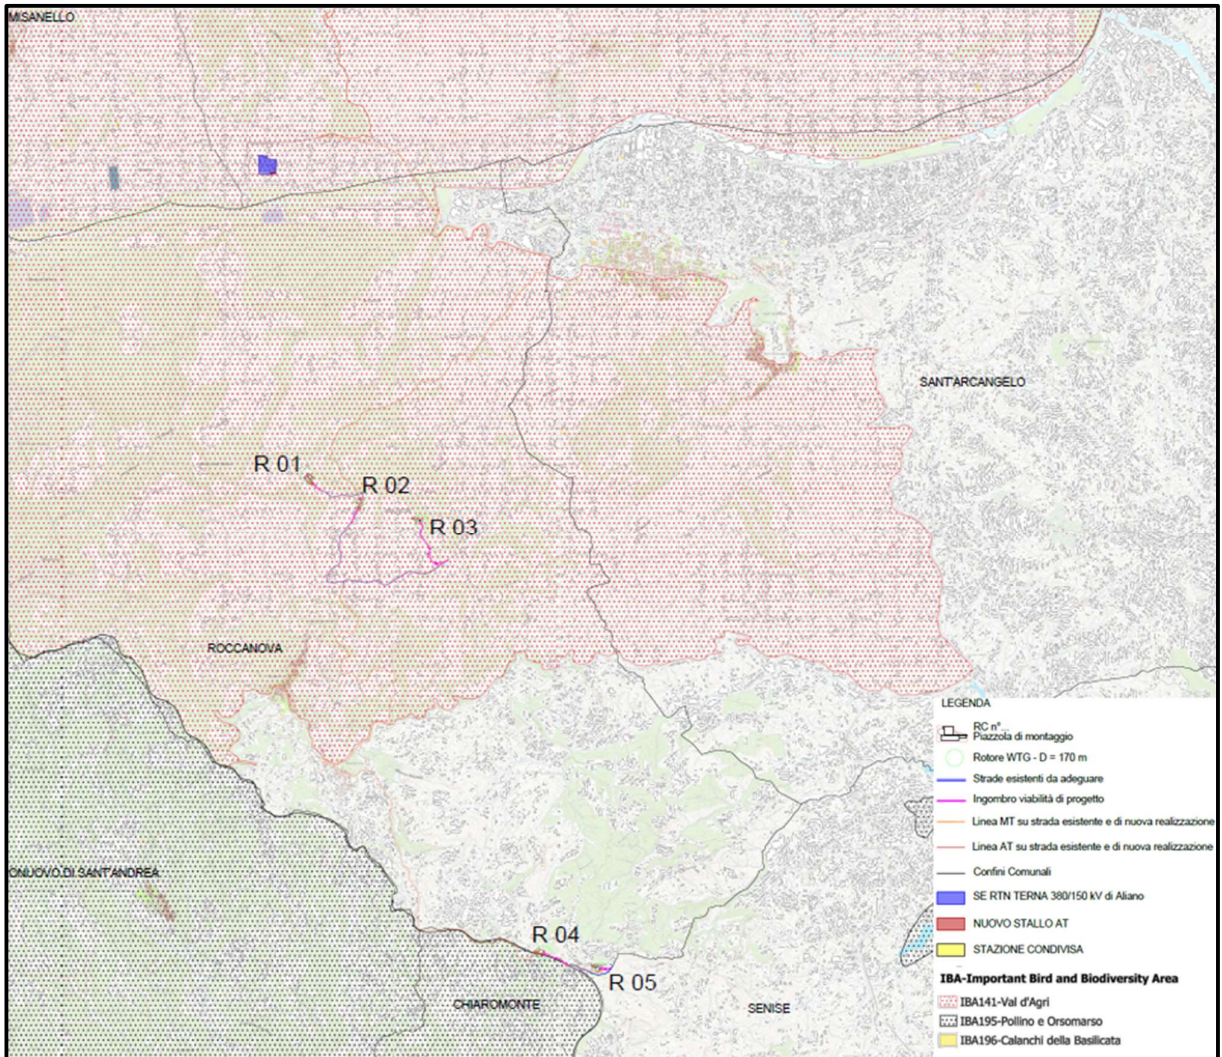 MISANELLO
SANT'ARCANGELO
R 01
R 02
R 03
ROCCANOVA
ONUOVO DI SANT'ANDREA
R 04
R 05
CHIAROMONTE
SENISE
LEGENDA
RC n°...
Piazzola di montaggio
Rotore WTG - D = 170 m
Strade esistenti da adeguare
Ingombro viabilità di progetto
Linea MT su strada esistente e di nuova realizzazione
Linea AT su strada esistente e di nuova realizzazione
Confini Comunali
SE RTN TERNA 380/150 kV di Aliano
NUOVO STALLO AT
STAZIONE CONDIVISA
IBA-Important Bird and Biodiversity Area
IBA141-Val d'Agri
IBA195-Pollino e Orsomarso
IBA196-Calanchi della Basilicata